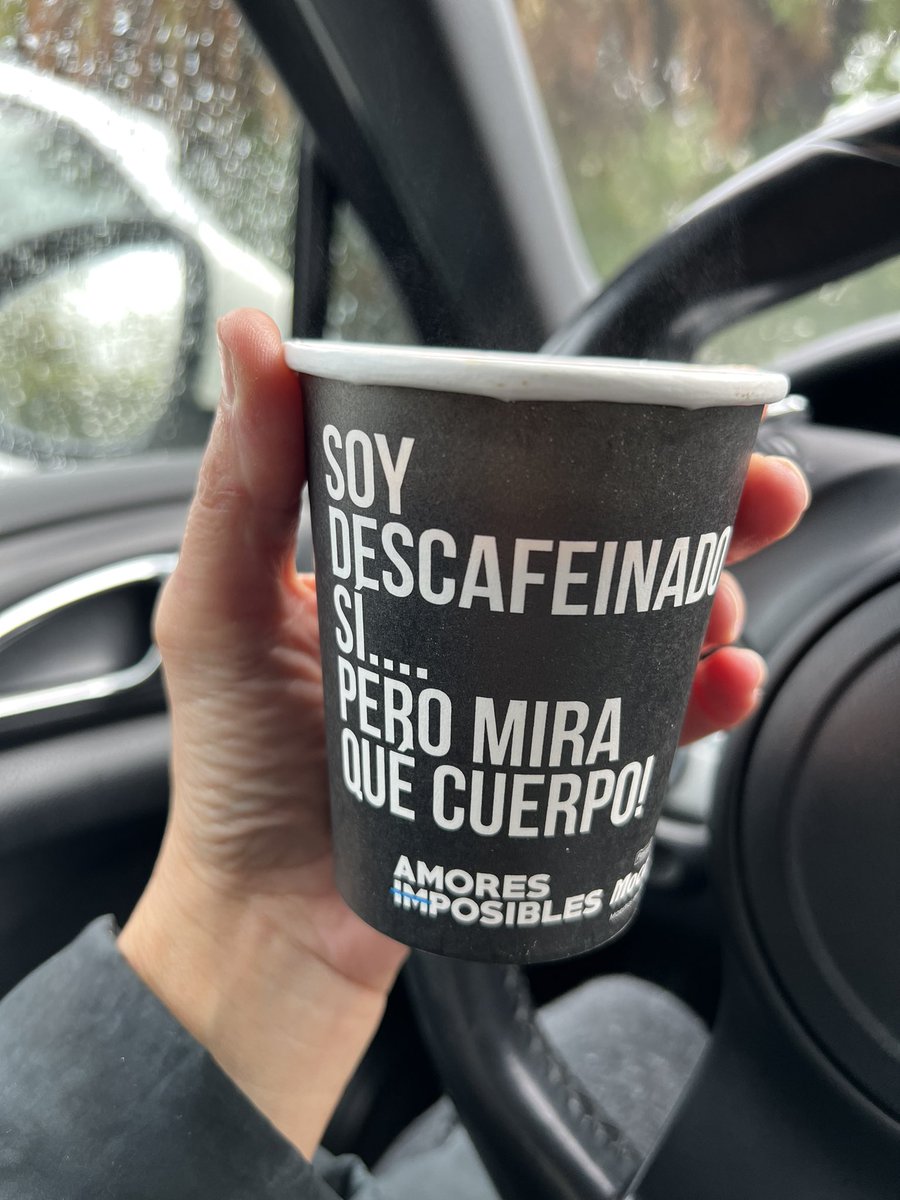 SOY
DESCAFEINADO
SÍ....
PERO MIRA
QUÉ CUERPO!
AMORES
IMPOSIBLES